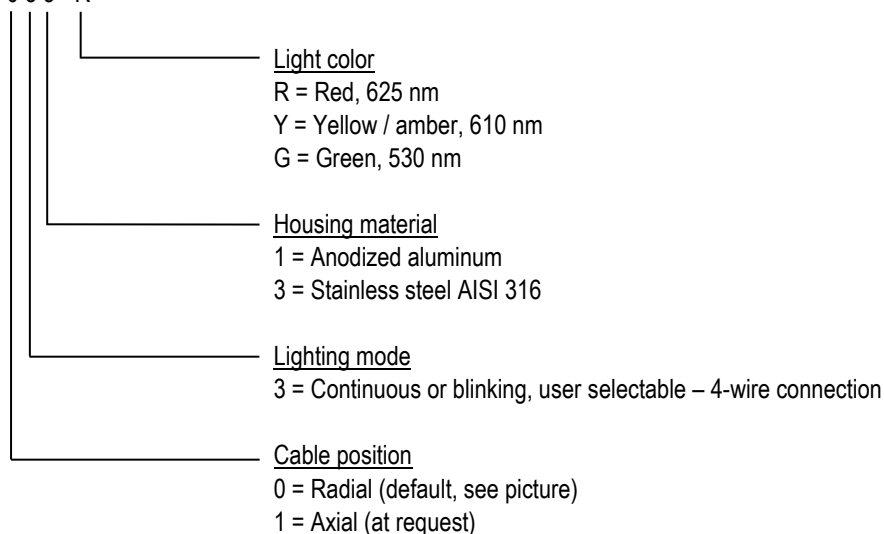 Light color
R = Red, 625 nm
Y = Yellow / amber, 610 nm
G = Green, 530 nm
Housing material
1 = Anodized aluminum
3 = Stainless steel AISI 316
Lighting mode
3 = Continuous or blinking, user selectable – 4-wire connection
Cable position
0 = Radial (default, see picture)
1 = Axial (at request)